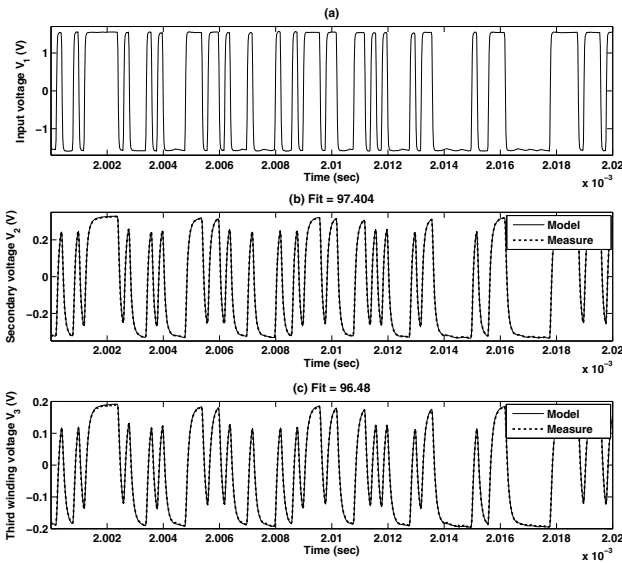 (a)
Input voltage V1 (V)
1
0
−1
2.002 2.004 2.006 2.008 2.01 2.012 2.014 2.016 2.018 2.02
Time (sec)
x 10−3
(b) Fit = 97.404
Secondary voltage V2 (V)
0.2
0
−0.2
Model
Measure
2.002 2.004 2.006 2.008 2.01 2.012 2.014 2.016 2.018 2.02
Time (sec)
x 10−3
(c) Fit = 96.48
Third winding voltage V3 (V)
0.2
0.1
0
−0.1
−0.2
Model
Measure
2.002 2.004 2.006 2.008 2.01 2.012 2.014 2.016 2.018 2.02
Time (sec)
x 10−3